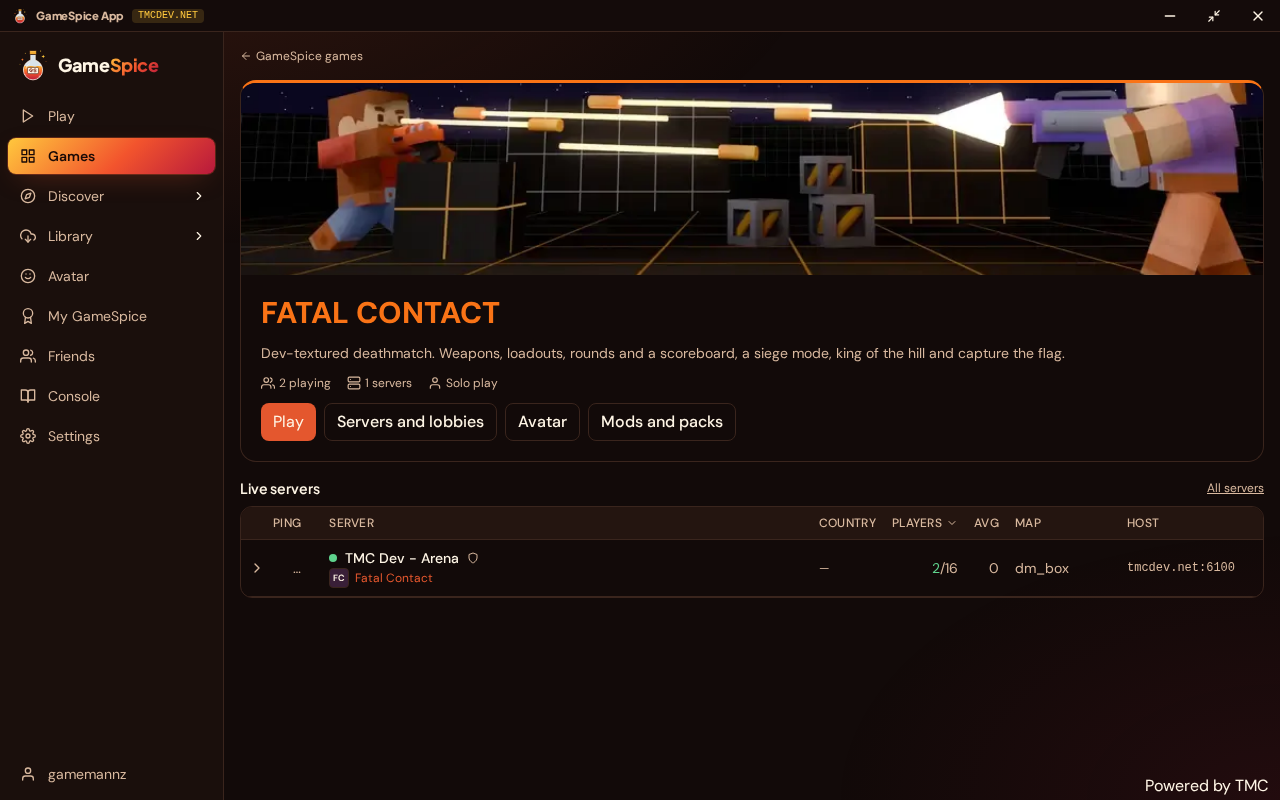 GameSpice App TMCDEV.NET
GameSpice
Play
Games
Discover
Library
Avatar
My GameSpice
Friends
Console
Settings
gamemannz
← GameSpice games
FATAL CONTACT
Dev-textured deathmatch. Weapons, loadouts, rounds and a scoreboard, a siege mode, king of the hill and capture the flag.
2 playing 1 servers Solo play
Play Servers and lobbies Avatar Mods and packs
Live servers All servers
PING SERVER COUNTRY PLAYERS AVG MAP HOST
... TMC Dev - Arena — 2/16 0 dm_box tmcdev.net:6100
FC Fatal Contact
Powered by TMC